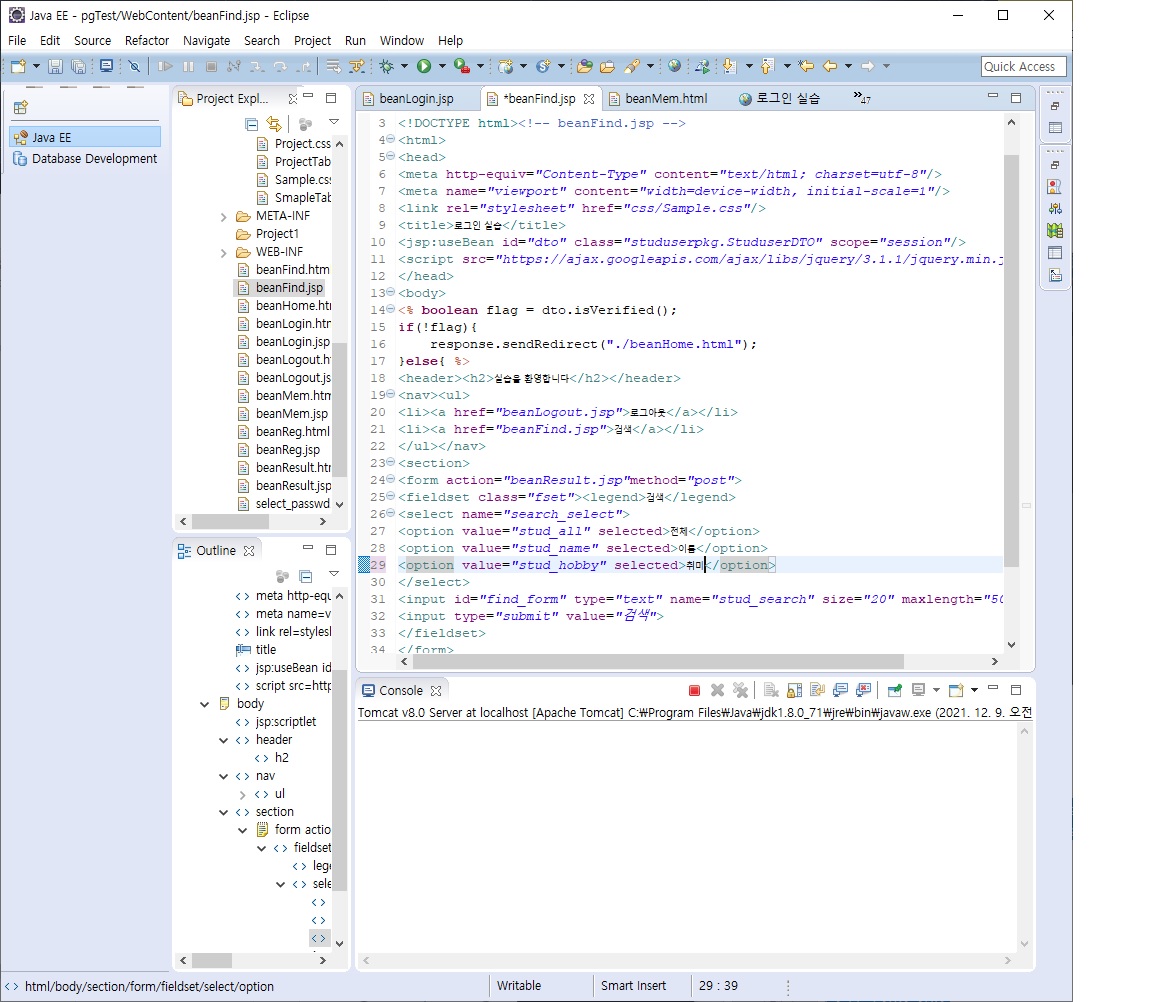 Java EE - pgTest/WebContent/beanFind.jsp - Eclipse
File Edit Source Refactor Navigate Search Project Run Window Help
Quick Access
Java EE
Database Development
Project Expl...
Project.css
ProjectTab
Sample.css
SmapleTab
META-INF
Project1
WEB-INF
beanFind.htm
beanFind.jsp
beanHome.htm
beanLogin.htm
beanLogin.jsp
beanLogout.h
beanLogout.js
beanMem.htm
beanMem.jsp
beanReg.html
beanReg.jsp
beanResult.htm
beanResult.jsp
select_passwd
Outline
meta http-equ
meta name=v
link rel=stylesh
title
jsp:useBean id
script src=http
body
jsp:scriptlet
header
h2
nav
ul
section
form actio
fieldset
lege
sele
beanLogin.jsp *beanFind.jsp beanMem.html 로그인 실습 »47
3 <!DOCTYPE html><!-- beanFind.jsp -->
4 <html>
5 <head>
6 <meta http-equiv="Content-Type" content="text/html; charset=utf-8"/>
7 <meta name="viewport" content="width=device-width, initial-scale=1"/>
8 <link rel="stylesheet" href="css/Sample.css"/>
9 <title>로그인 실습</title>
10 <jsp:useBean id="dto" class="studuserpkg.StuduserDTO" scope="session"/>
11 <script src="https://ajax.googleapis.com/ajax/libs/jquery/3.1.1/jquery.min.j
12 </head>
13 <body>
14 <% boolean flag = dto.isVerified();
15 if(!flag){
16 response.sendRedirect("./beanHome.html");
17 }else{ %>
18 <header><h2>실습을 환영합니다</h2></header>
19 <nav><ul>
20 <li><a href="beanLogout.jsp">로그아웃</a></li>
21 <li><a href="beanFind.jsp">검색</a></li>
22 </ul></nav>
23 <section>
24 <form action="beanResult.jsp"method="post">
25 <fieldset class="fset"><legend>검색</legend>
26 <select name="search_select">
27 <option value="stud_all" selected>전체</option>
28 <option value="stud_name" selected>이름</option>
29 <option value="stud_hobby" selected>취미</option>
30 </select>
31 <input id="find_form" type="text" name="stud_search" size="20" maxlength="50
32 <input type="submit" value="검색">
33 </fieldset>
34 </form>
Console
Tomcat v8.0 Server at localhost [Apache Tomcat] C:₩Program Files₩Java₩jdk1.8.0_71₩jre₩bin₩javaw.exe (2021. 12. 9. 오전
html/body/section/form/fieldset/select/option
Writable
Smart Insert
29 : 39